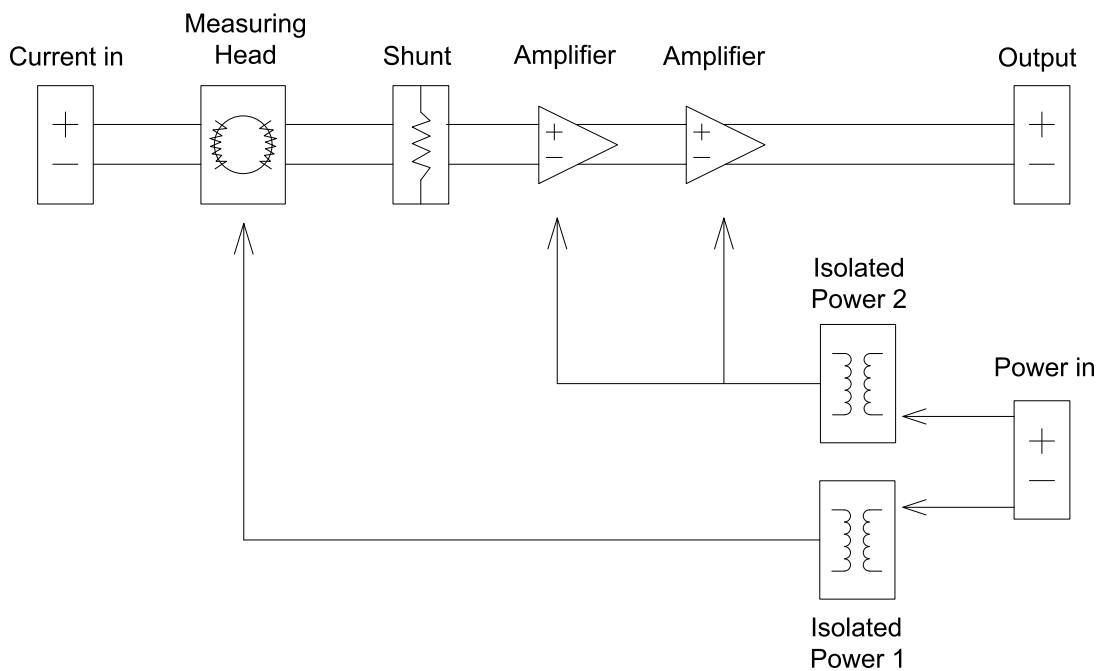 Current in
Measuring
Head
Shunt
Amplifier
Amplifier
Output
+
−
+
−
+
−
+
−
Isolated
Power 2
Power in
+
−
Isolated
Power 1